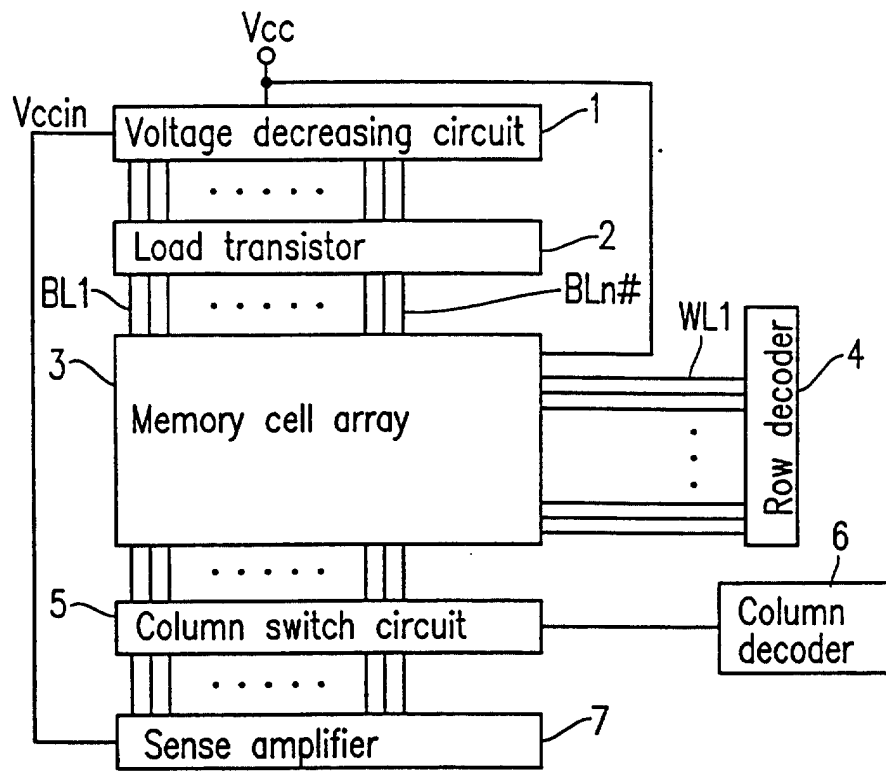 Vcc
Vccin
Voltage decreasing circuit
1
Load transistor
2
BL1
BLn#
WL1
3
Memory cell array
Row decoder
4
5
Column switch circuit
6
Column
decoder
Sense amplifier
7